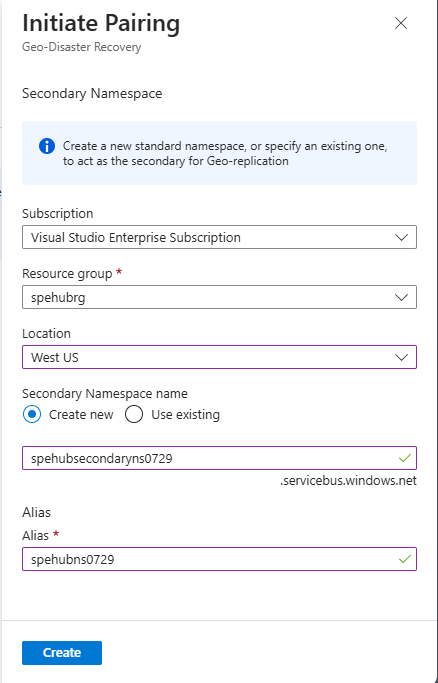 Initiate Pairing
Geo-Disaster Recovery
Secondary Namespace
Create a new standard namespace, or specify an existing one,
to act as the secondary for Geo-replication
Subscription
Visual Studio Enterprise Subscription
Resource group *
spehubrg
Location
West US
Secondary Namespace name
Create new Use existing
spehubsecondaryns0729
.servicebus.windows.net
Alias
Alias *
spehubns0729
Create